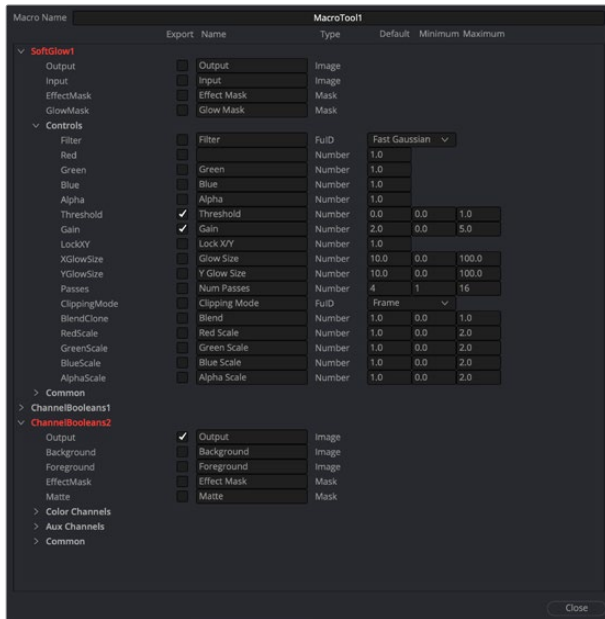 Macro Name MacroTool1
Export Name Type Default Minimum Maximum
SoftGlow1
Output Output Image
Input Input Image
EffectMask Effect Mask Mask
GlowMask Glow Mask Mask
Controls
Filter Filter FuID Fast Gaussian
Red Number 1.0
Green Green Number 1.0
Blue Blue Number 1.0
Alpha Alpha Number 1.0
Threshold Threshold Number 0.0 0.0 1.0
Gain Gain Number 2.0 0.0 5.0
LockXY Lock X/Y Number 1.0
XGlowSize Glow Size Number 10.0 0.0 100.0
YGlowSize Y Glow Size Number 10.0 0.0 100.0
Passes Num Passes Number 4 1 16
ClippingMode Clipping Mode FuID Frame
BlendClone Blend Number 1.0 0.0 1.0
RedScale Red Scale Number 1.0 0.0 2.0
GreenScale Green Scale Number 1.0 0.0 2.0
BlueScale Blue Scale Number 1.0 0.0 2.0
AlphaScale Alpha Scale Number 1.0 0.0 2.0
Common
ChannelBooleans1
ChannelBooleans2
Output Output Image
Background Background Image
Foreground Foreground Image
EffectMask Effect Mask Mask
Matte Matte Mask
Color Channels
Aux Channels
Common
Close